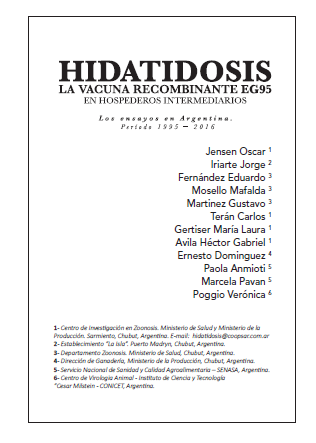 HIDATIDOSIS
LA VACUNA RECOMBINANTE EG95
EN HOSPEDEROS INTERMEDIARIOS
Los ensayos en Argentina.
Período 1995 – 2016
Jensen Oscar 1
Iriarte Jorge 2
Fernández Eduardo 3
Mosello Mafalda 3
Martinez Gustavo 3
Terán Carlos 1
Gertiser María Laura 1
Avila Héctor Gabriel 1
Ernesto Dominguez 4
Paola Anmioti 5
Marcela Pavan 5
Poggio Verónica 6
1- Centro de Investigación en Zoonosis. Ministerio de Salud y Ministerio de la
Producción. Sarmiento, Chubut, Argentina. E-mail: hidatidosis@coopsar.com.ar
2- Establecimiento "La Isla". Puerto Madryn, Chubut, Argentina.
3- Departamento Zoonosis. Ministerio de Salud, Chubut, Argentina.
4- Dirección de Ganadería, Ministerio de la Producción, Chubut, Argentina.
5- Servicio Nacional de Sanidad y Calidad Agroalimentaria – SENASA, Argentina.
6- Centro de Virología Animal - Instituto de Ciencia y Tecnología
"Cesar Milstein - CONICET, Argentina.